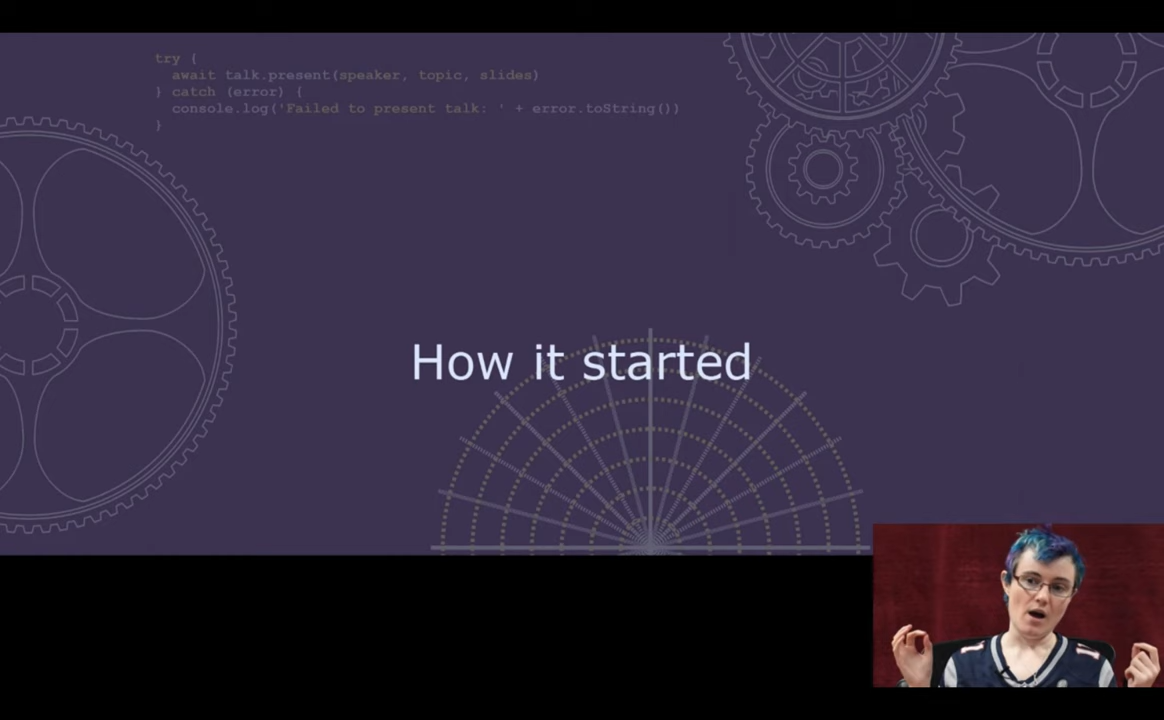 try {
await talk.present(speaker, topic, slides)
} catch (error) {
console.log('Failed to present talk: ' + error.toString())
}
How it started